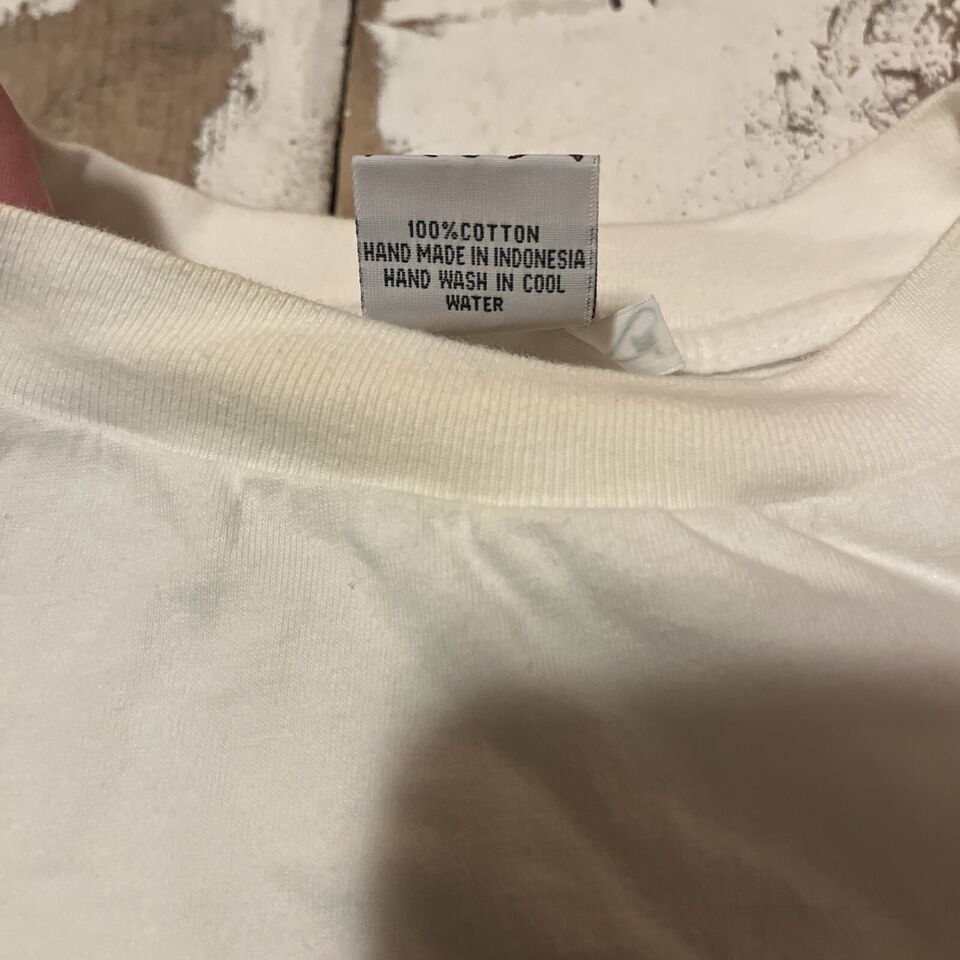 100%COTTON
HAND MADE IN INDONESIA
HAND WASH IN COOL
WATER